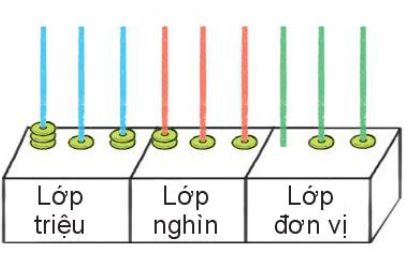 Lớp
triệu
Lớp
nghìn
Lớp
đơn vị